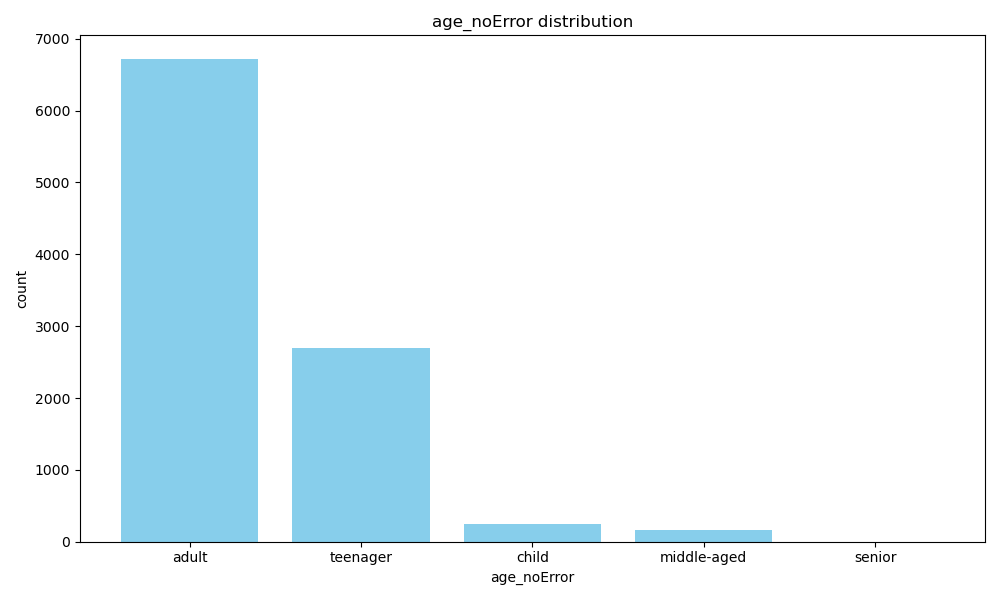 age_noError distribution
7000
6000
5000
4000
3000
2000
1000
0
count
adult teenager child middle-aged senior
age_noError